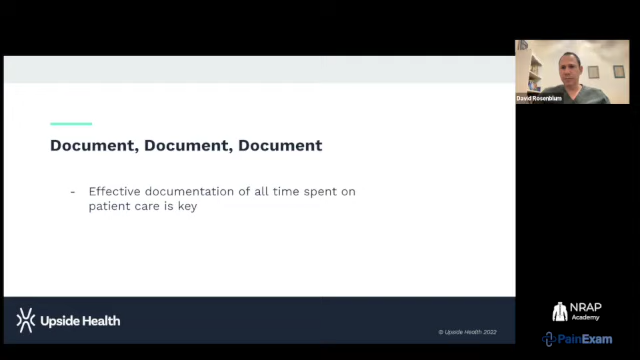 David Rosenblum
Document, Document, Document
- Effective documentation of all time spent on
patient care is key
Upside Health
© Upside Health 2022
NRAP
Academy
PainExam